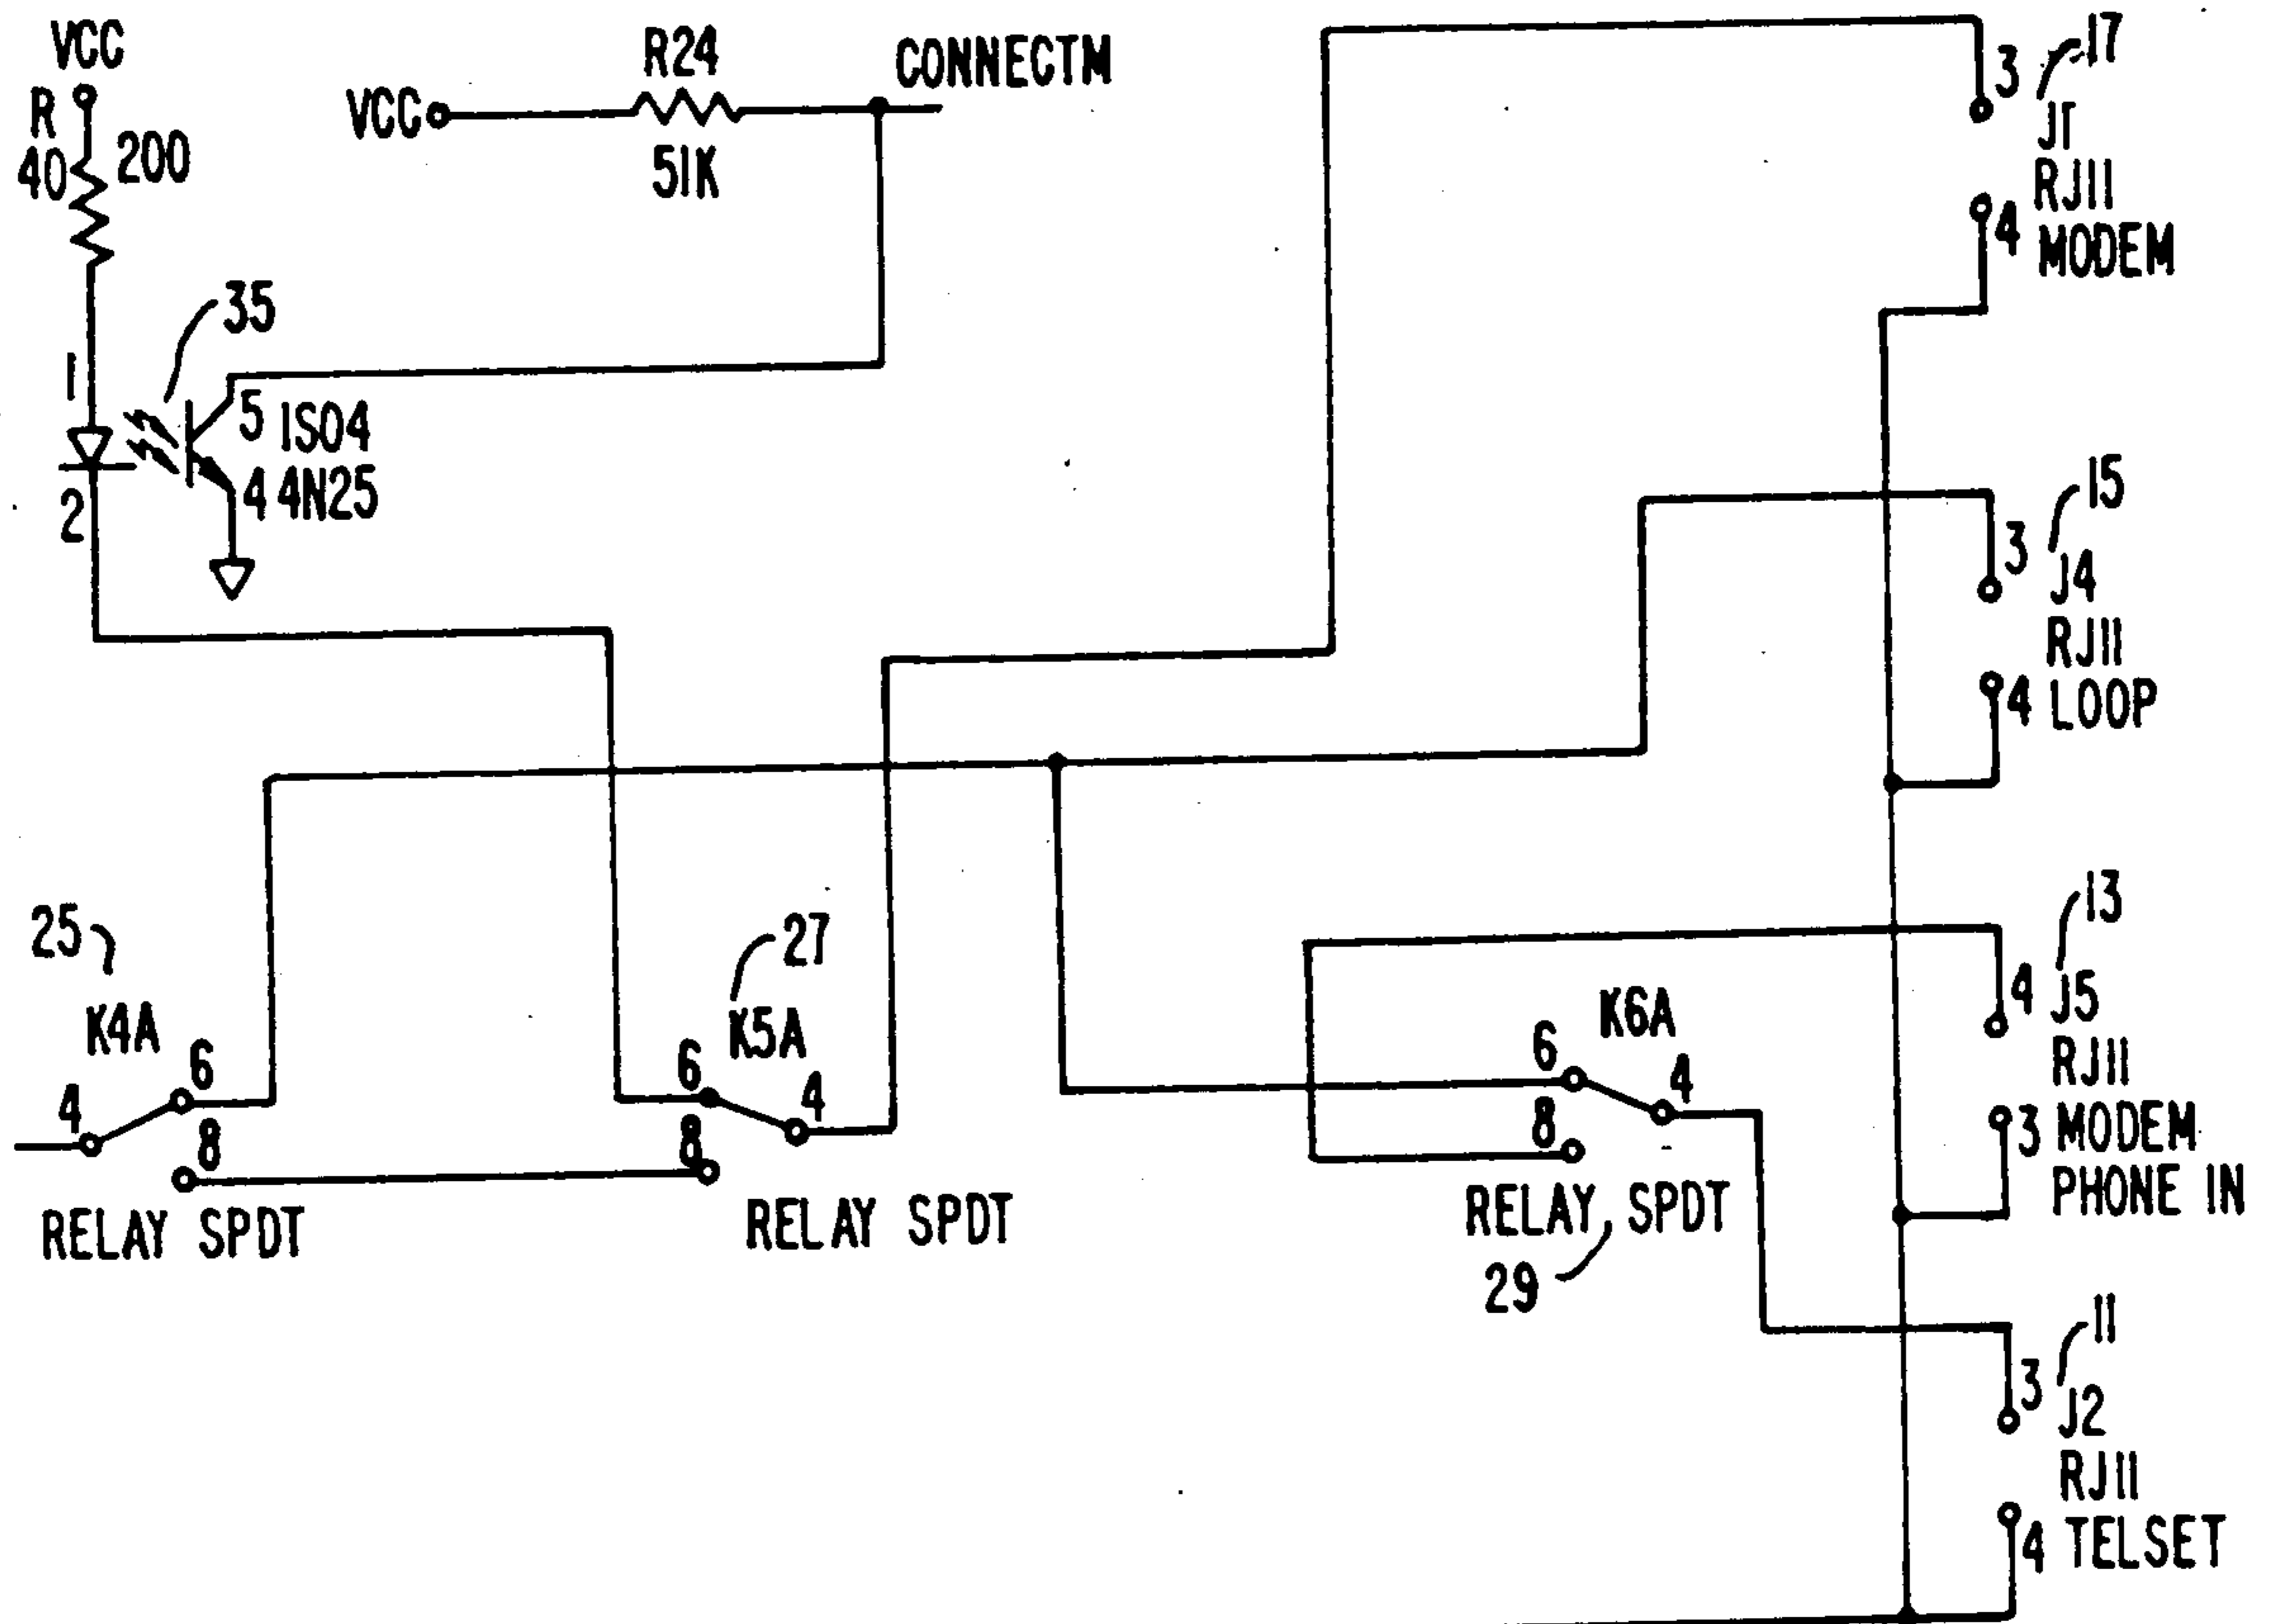 VCC
R
40
200
VCC
R24
51K
CONNECTM
35
1
2
5
4
ISO4
4N25
3
4
17
J1
RJ11
MODEM
3
4
15
J4
RJ11
LOOP
25
K4A
4
6
8
RELAY SPDT
27
K5A
6
8
4
RELAY SPDT
K6A
6
8
4
RELAY, SPDT
29
4
3
13
J5
RJ11
MODEM
PHONE IN
3
4
11
J2
RJ11
TELSET